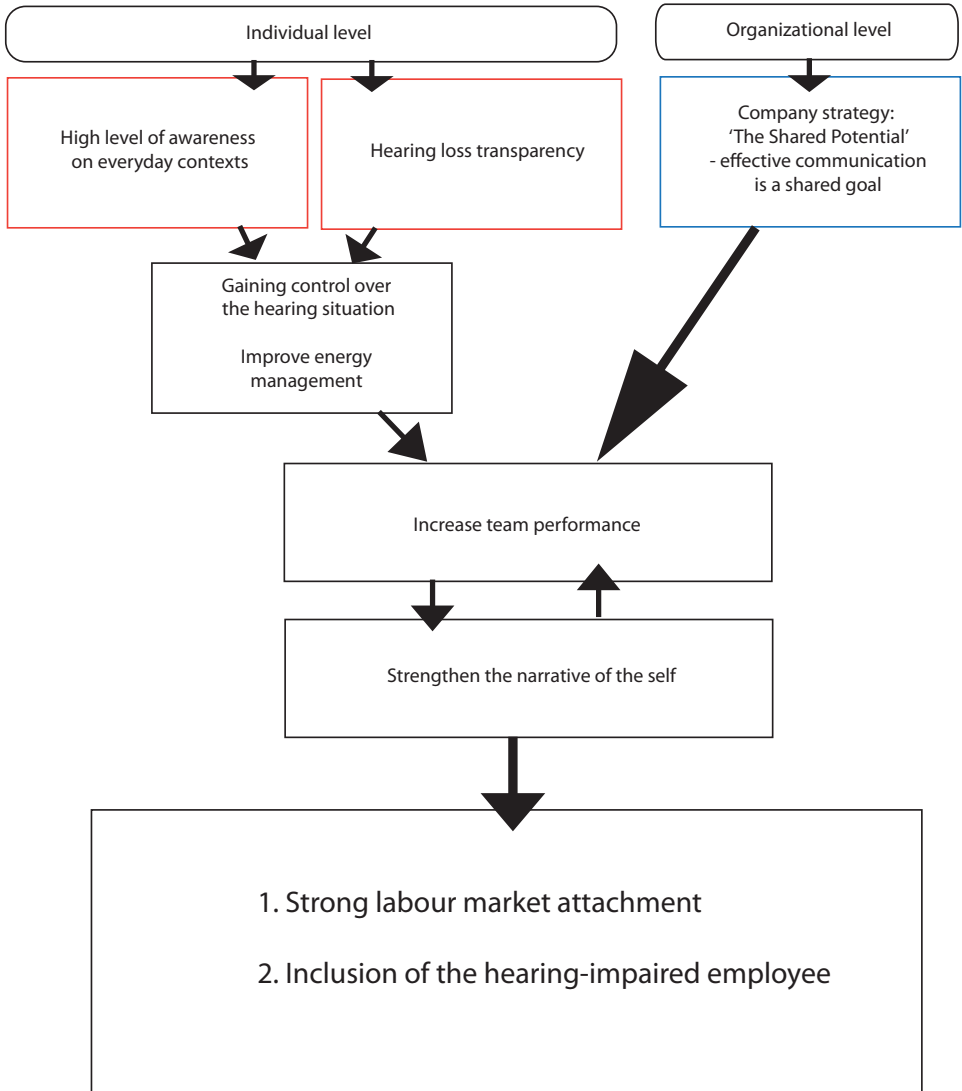 Individual level
Organizational level
High level of awareness
on everyday contexts
Hearing loss transparency
Company strategy:
‘The Shared Potential’
- effective communication
is a shared goal
Gaining control over
the hearing situation
Improve energy
management
Increase team performance
Strengthen the narrative of the self
1. Strong labour market attachment
2. Inclusion of the hearing-impaired employee